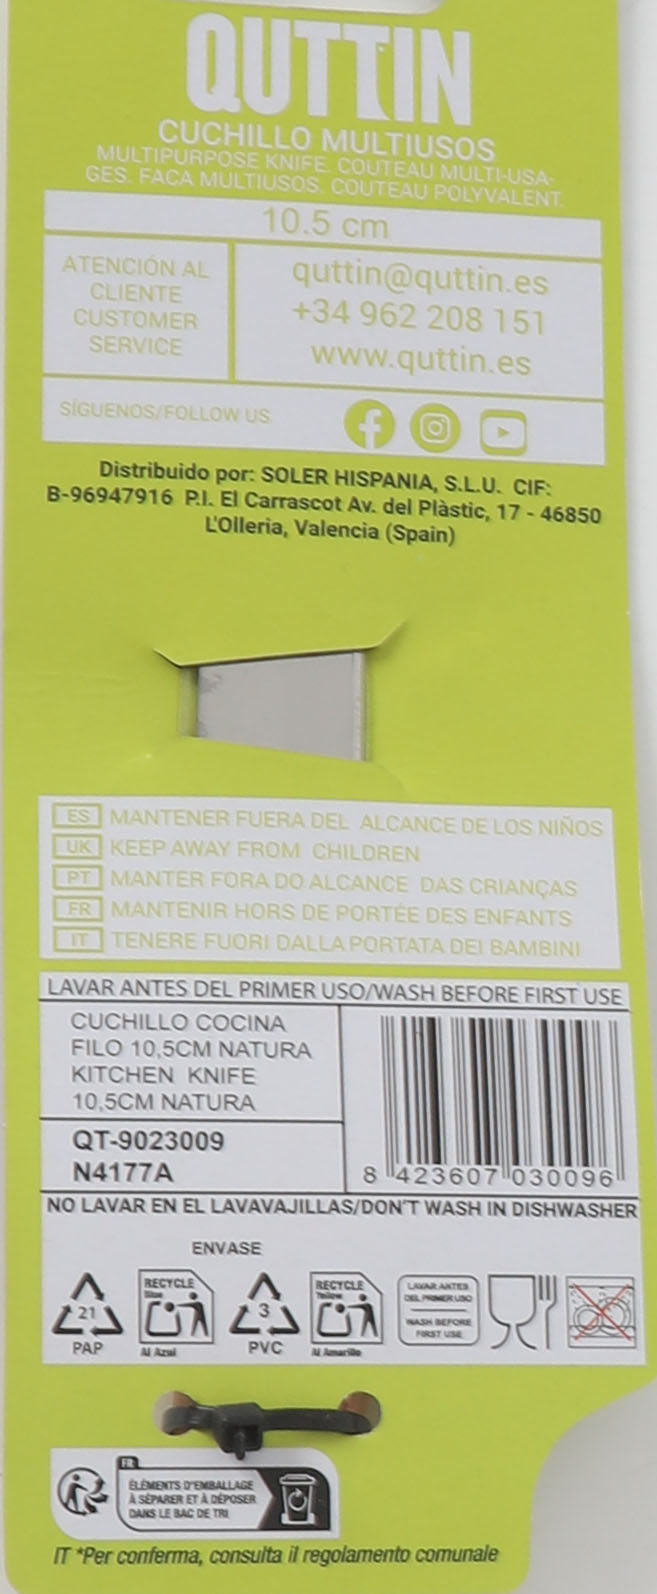 QUTTIN
CUCHILLO MULTIUSOS
MULTIPURPOSE KNIFE. COUTEAU MULTI-USA-
GES. FACA MULTIUSOS. COUTEAU POLYVALENT.
10.5 cm
ATENCIÓN AL
CLIENTE
CUSTOMER
SERVICE
quttin@quttin.es
+34 962 208 151
www.quttin.es
SÍGUENOS/FOLLOW US
Distribuido por: SOLER HISPANIA, S.L.U. CIF:
B-96947916 P.I. El Carrascot Av. del Plàstic, 17 - 46850
L'Olleria, Valencia (Spain)
ES MANTENER FUERA DEL ALCANCE DE LOS NIÑOS
UK KEEP AWAY FROM CHILDREN
PT MANTER FORA DO ALCANCE DAS CRIANÇAS
FR MANTENIR HORS DE PORTÉE DES ENFANTS
IT TENERE FUORI DALLA PORTATA DEI BAMBINI
LAVAR ANTES DEL PRIMER USO/WASH BEFORE FIRST USE
CUCHILLO COCINA
FILO 10,5CM NATURA
KITCHEN KNIFE
10,5CM NATURA
QT-9023009
N4177A
8 423607 030096
NO LAVAR EN EL LAVAVAJILLAS/DON'T WASH IN DISHWASHER
ENVASE
21
PAP
RECYCLE
Blue
Al Azul
3
PVC
RECYCLE
Yellow
Al Amarillo
LAVAR ANTES
DEL PRIMER USO
WASH BEFORE
FIRST USE
FR
ÉLÉMENTS D'EMBALLAGE
À SÉPARER ET À DÉPOSER
DANS LE BAC DE TRI
IT *Per conferma, consulta il regolamento comunale